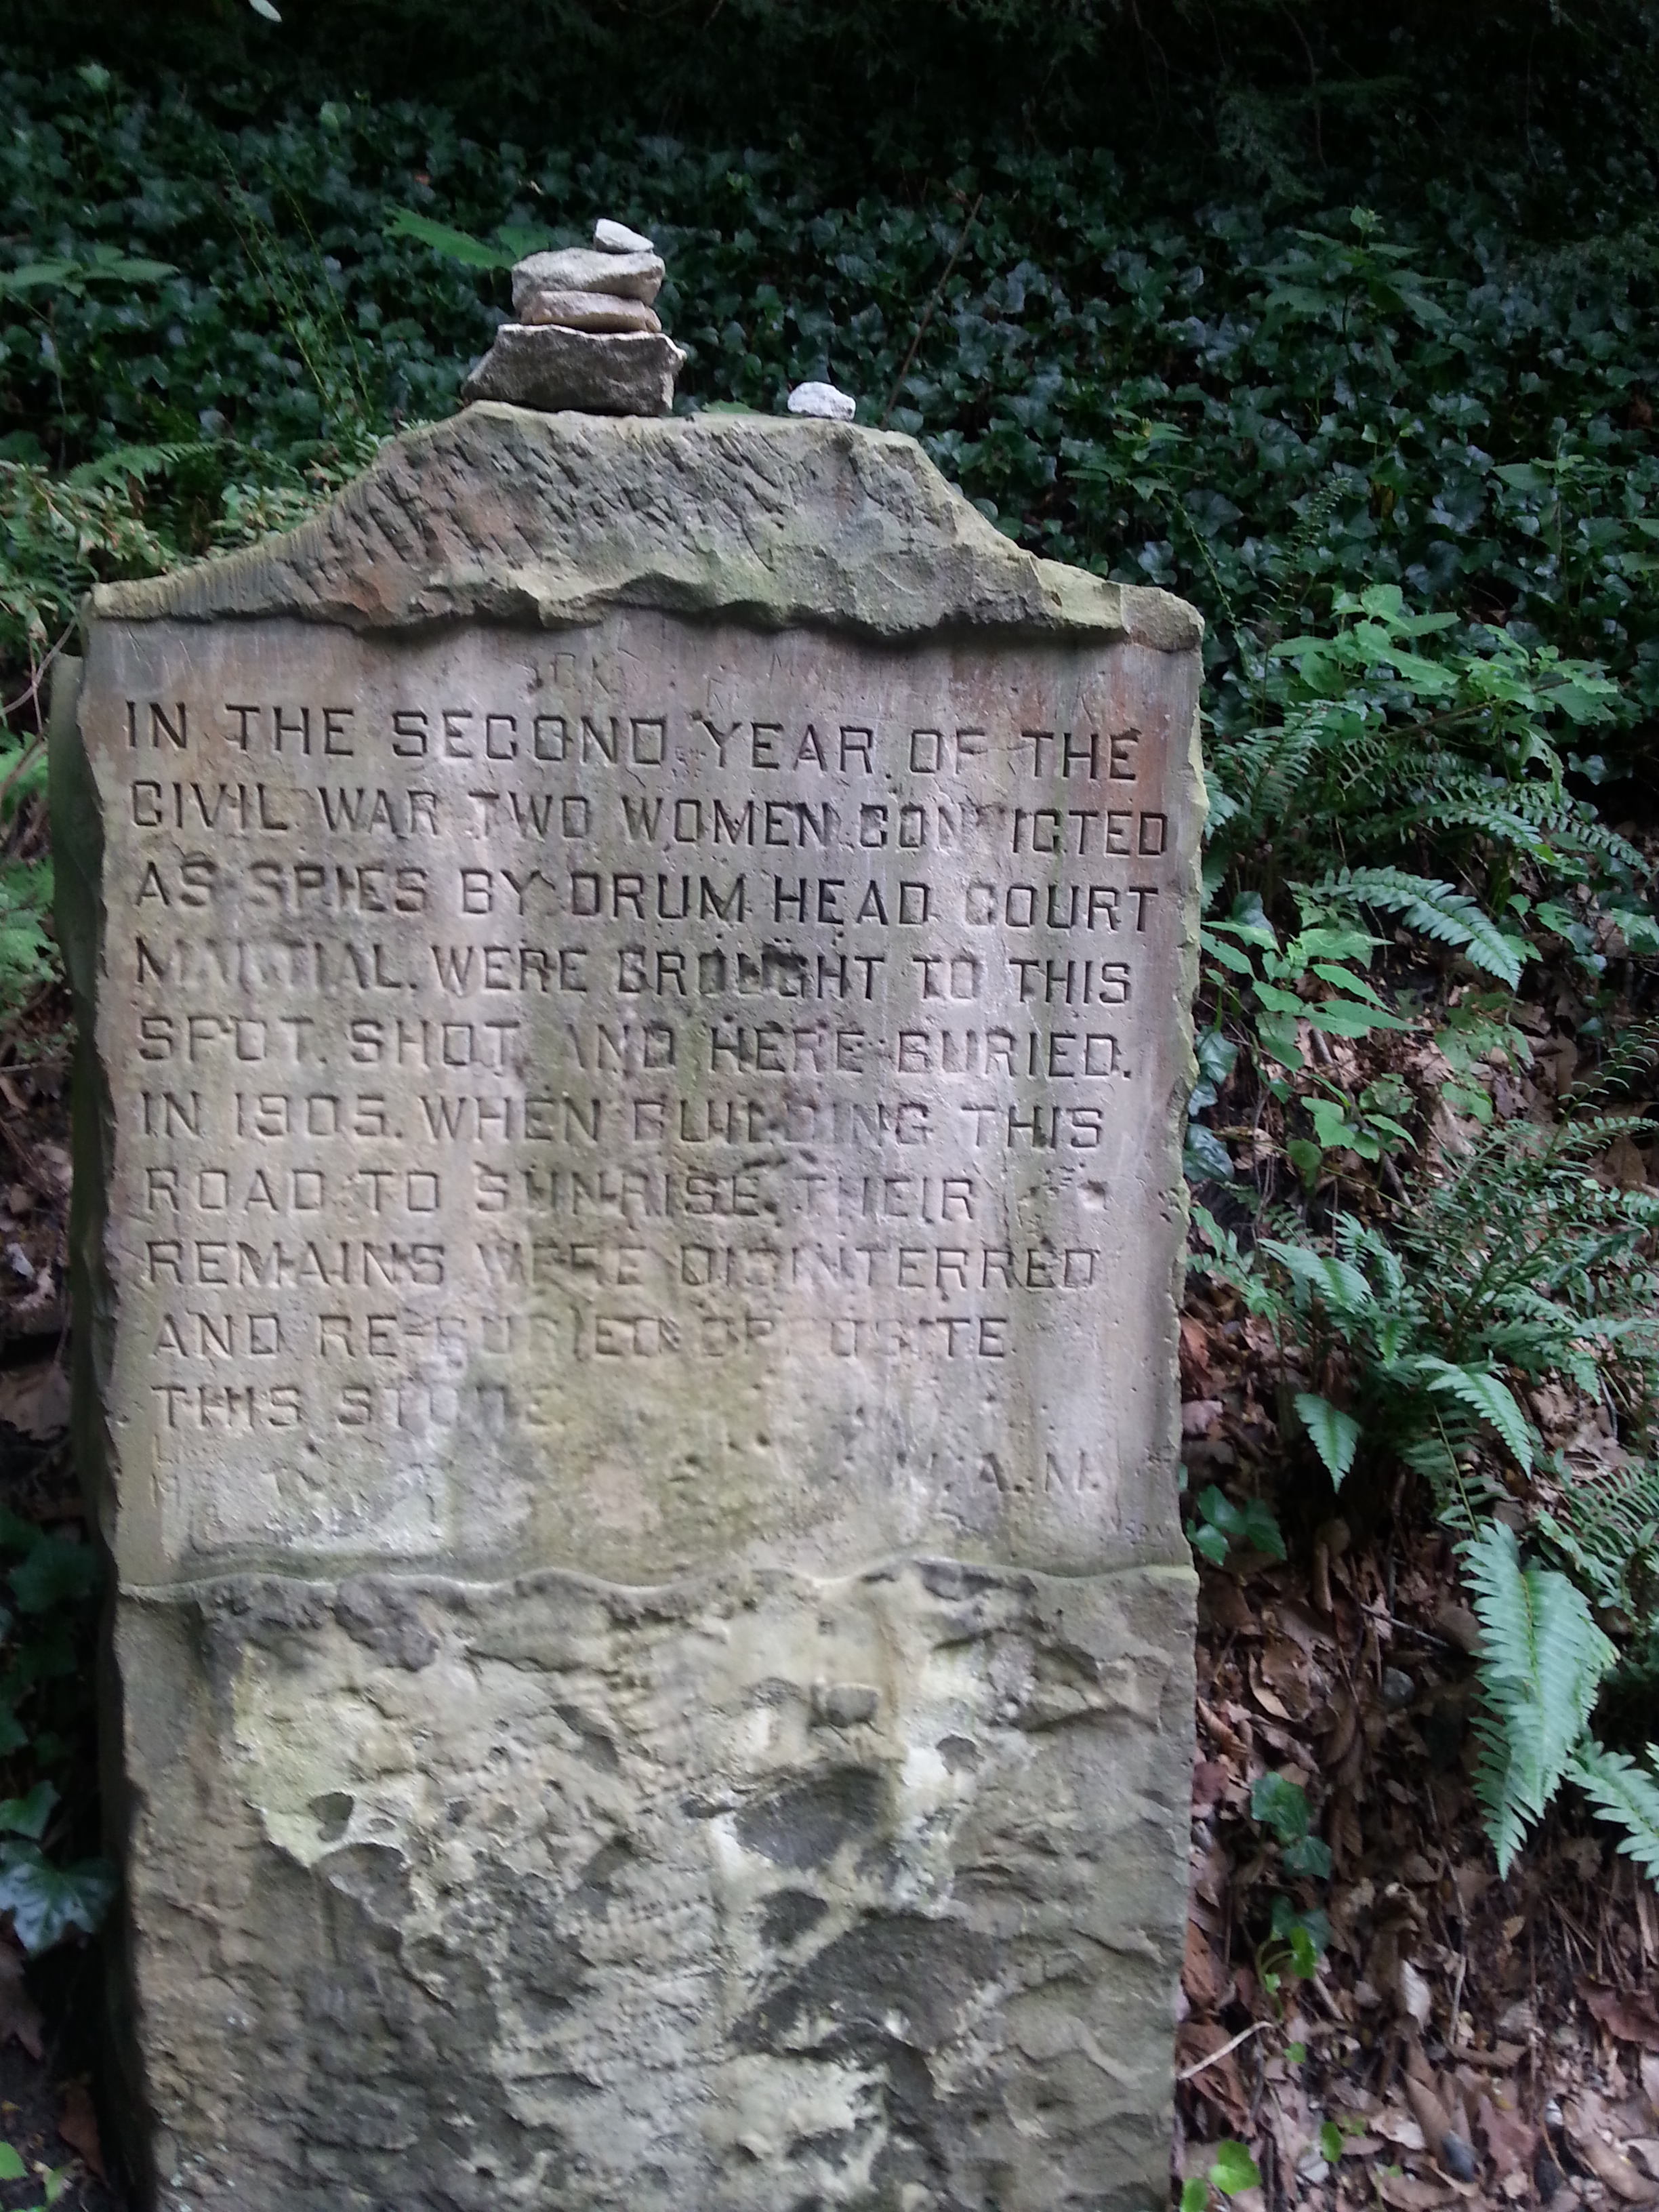 IN THE SECOND YEAR OF THE
CIVIL WAR TWO WOMEN CONVICTED
AS SPIES BY DRUM HEAD COURT
MARTIAL. WERE BROUGHT TO THIS
SPOT. SHOT AND HERE BURIED.
IN 1905. WHEN BUILDING THIS
ROAD TO SUNRISE THEIR
REMAINS WERE DISINTERRED
AND RE-BURIED OPPOSITE
THIS STONE
A.M.